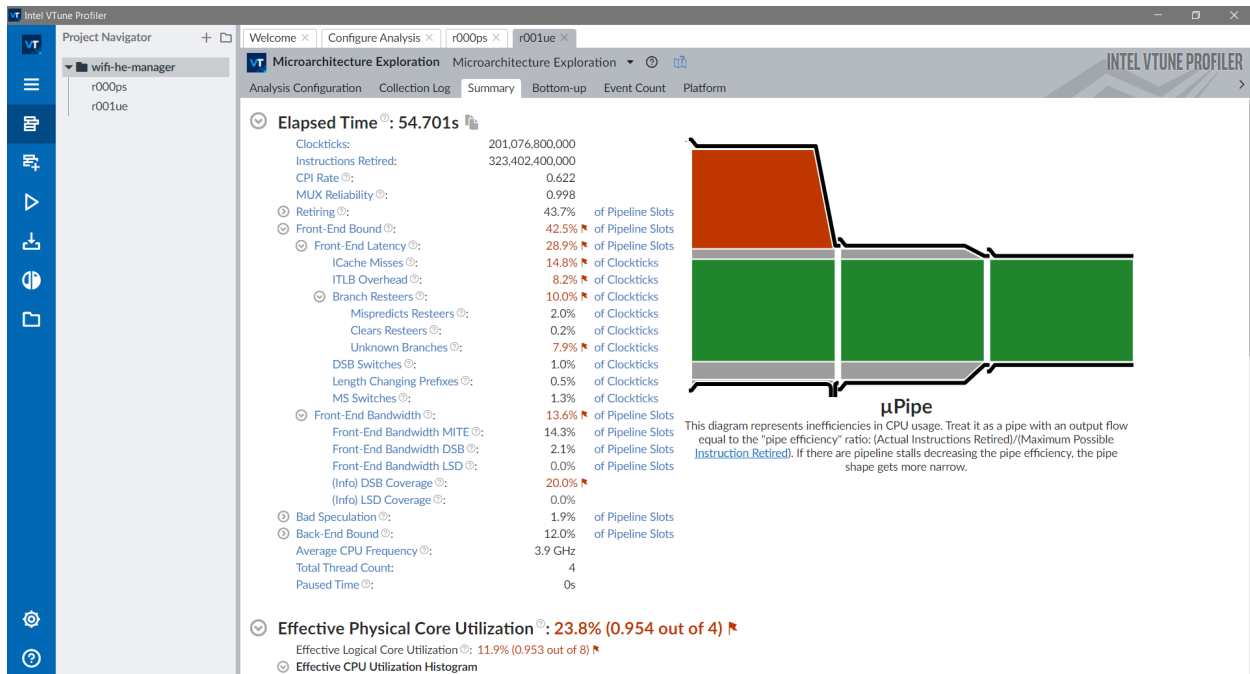 Intel VTune Profiler
Project Navigator
wifi-he-manager
r000ps
r001ue
Welcome
Configure Analysis
r000ps
r001ue
Microarchitecture Exploration Microarchitecture Exploration
INTEL VTUNE PROFILER
Analysis Configuration Collection Log Summary Bottom-up Event Count Platform
Elapsed Time: 54.701s
Clockticks: 201,076,800,000
Instructions Retired: 323,402,400,000
CPI Rate: 0.622
MUX Reliability: 0.998
Retiring: 43.7% of Pipeline Slots
Front-End Bound: 42.5% of Pipeline Slots
Front-End Latency: 28.9% of Pipeline Slots
ICache Misses: 14.8% of Clockticks
ITLB Overhead: 8.2% of Clockticks
Branch Resteers: 10.0% of Clockticks
Mispredicts Resteers: 2.0% of Clockticks
Clears Resteers: 0.2% of Clockticks
Unknown Branches: 7.9% of Clockticks
DSB Switches: 1.0% of Clockticks
Length Changing Prefixes: 0.5% of Clockticks
MS Switches: 1.3% of Clockticks
Front-End Bandwidth: 13.6% of Pipeline Slots
Front-End Bandwidth MITE: 14.3% of Pipeline Slots
Front-End Bandwidth DSB: 2.1% of Pipeline Slots
Front-End Bandwidth LSD: 0.0% of Pipeline Slots
(Info) DSB Coverage: 20.0%
(Info) LSD Coverage: 0.0%
Bad Speculation: 1.9% of Pipeline Slots
Back-End Bound: 12.0% of Pipeline Slots
Average CPU Frequency: 3.9 GHz
Total Thread Count: 4
Paused Time: 0s
µPipe
This diagram represents inefficiencies in CPU usage. Treat it as a pipe with an output flow
equal to the "pipe efficiency" ratio: (Actual Instructions Retired)/(Maximum Possible
Instruction Retired). If there are pipeline stalls decreasing the pipe efficiency, the pipe
shape gets more narrow.
Effective Physical Core Utilization: 23.8% (0.954 out of 4)
Effective Logical Core Utilization: 11.9% (0.953 out of 8)
Effective CPU Utilization Histogram